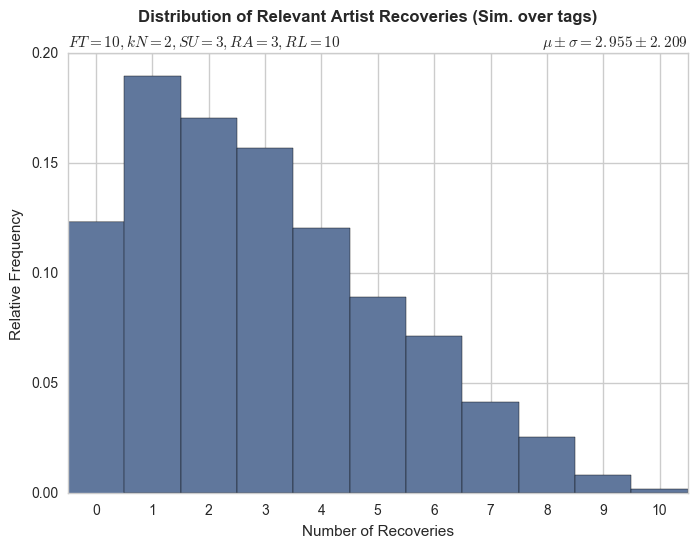 Distribution of Relevant Artist Recoveries (Sim. over tags)
FT = 10, kN = 2, SU = 3, RA = 3, RL = 10
μ ± σ = 2.955 ± 2.209
0.20
0.15
0.10
0.05
0.00
Relative Frequency
0 1 2 3 4 5 6 7 8 9 10
Number of Recoveries